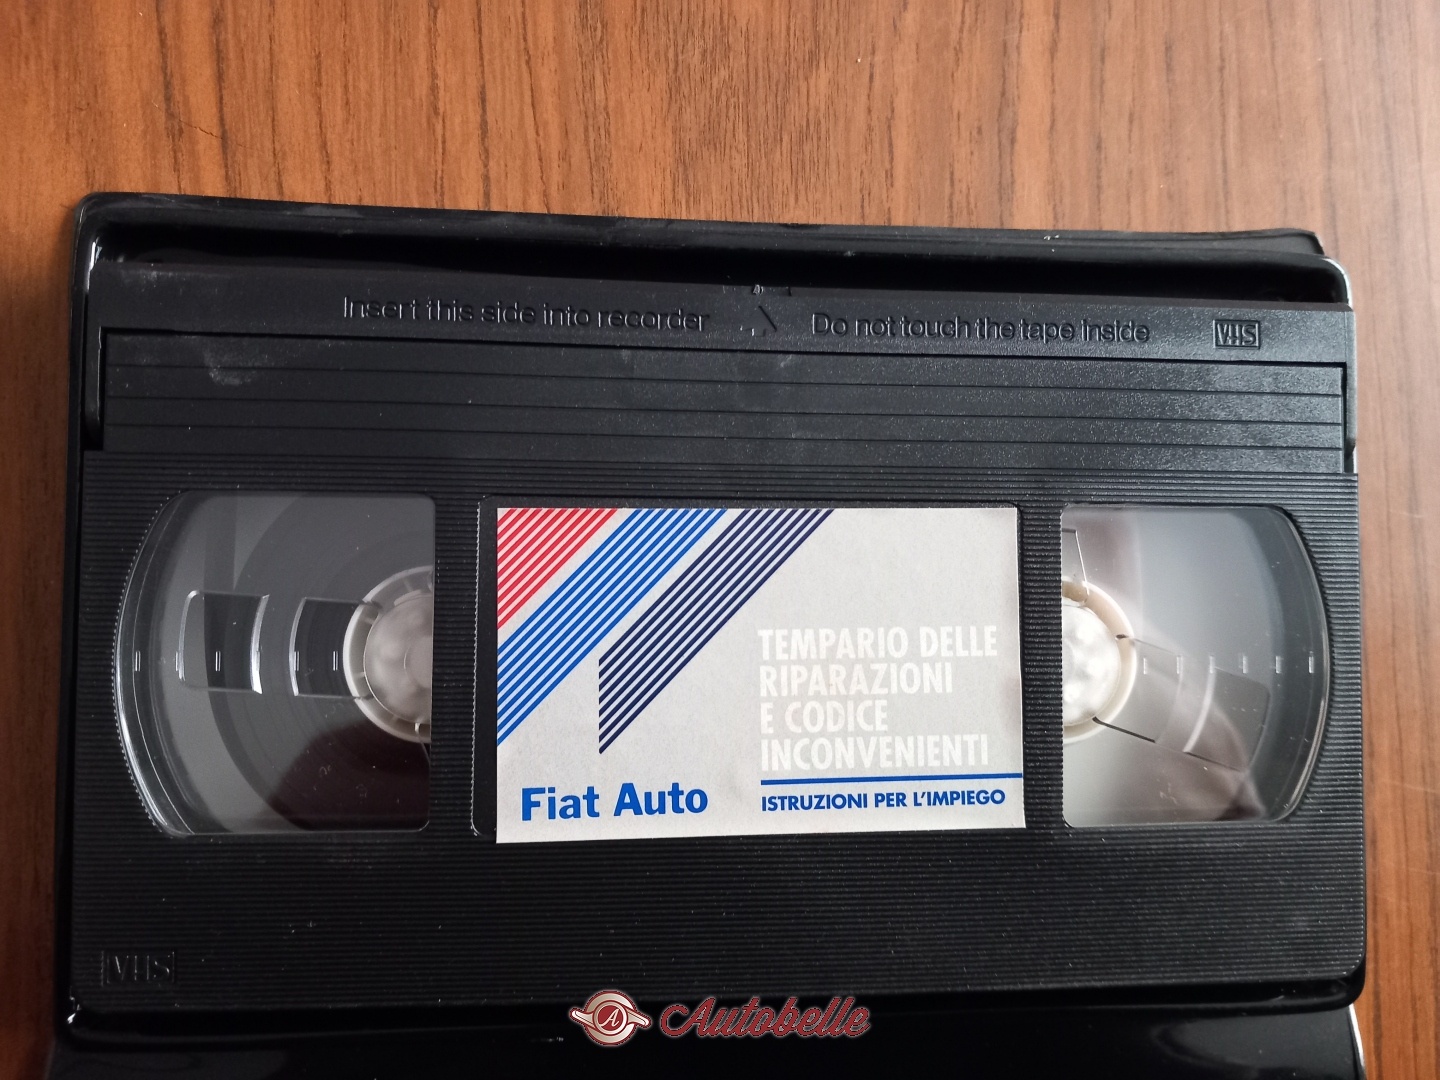 Insert this side into recorder Do not touch the tape inside VHS
TEMPARIO DELLE
RIPARAZIONI
E CODICE
INCONVENIENTI
Fiat Auto
ISTRUZIONI PER L'IMPIEGO
VHS
A Autobelle